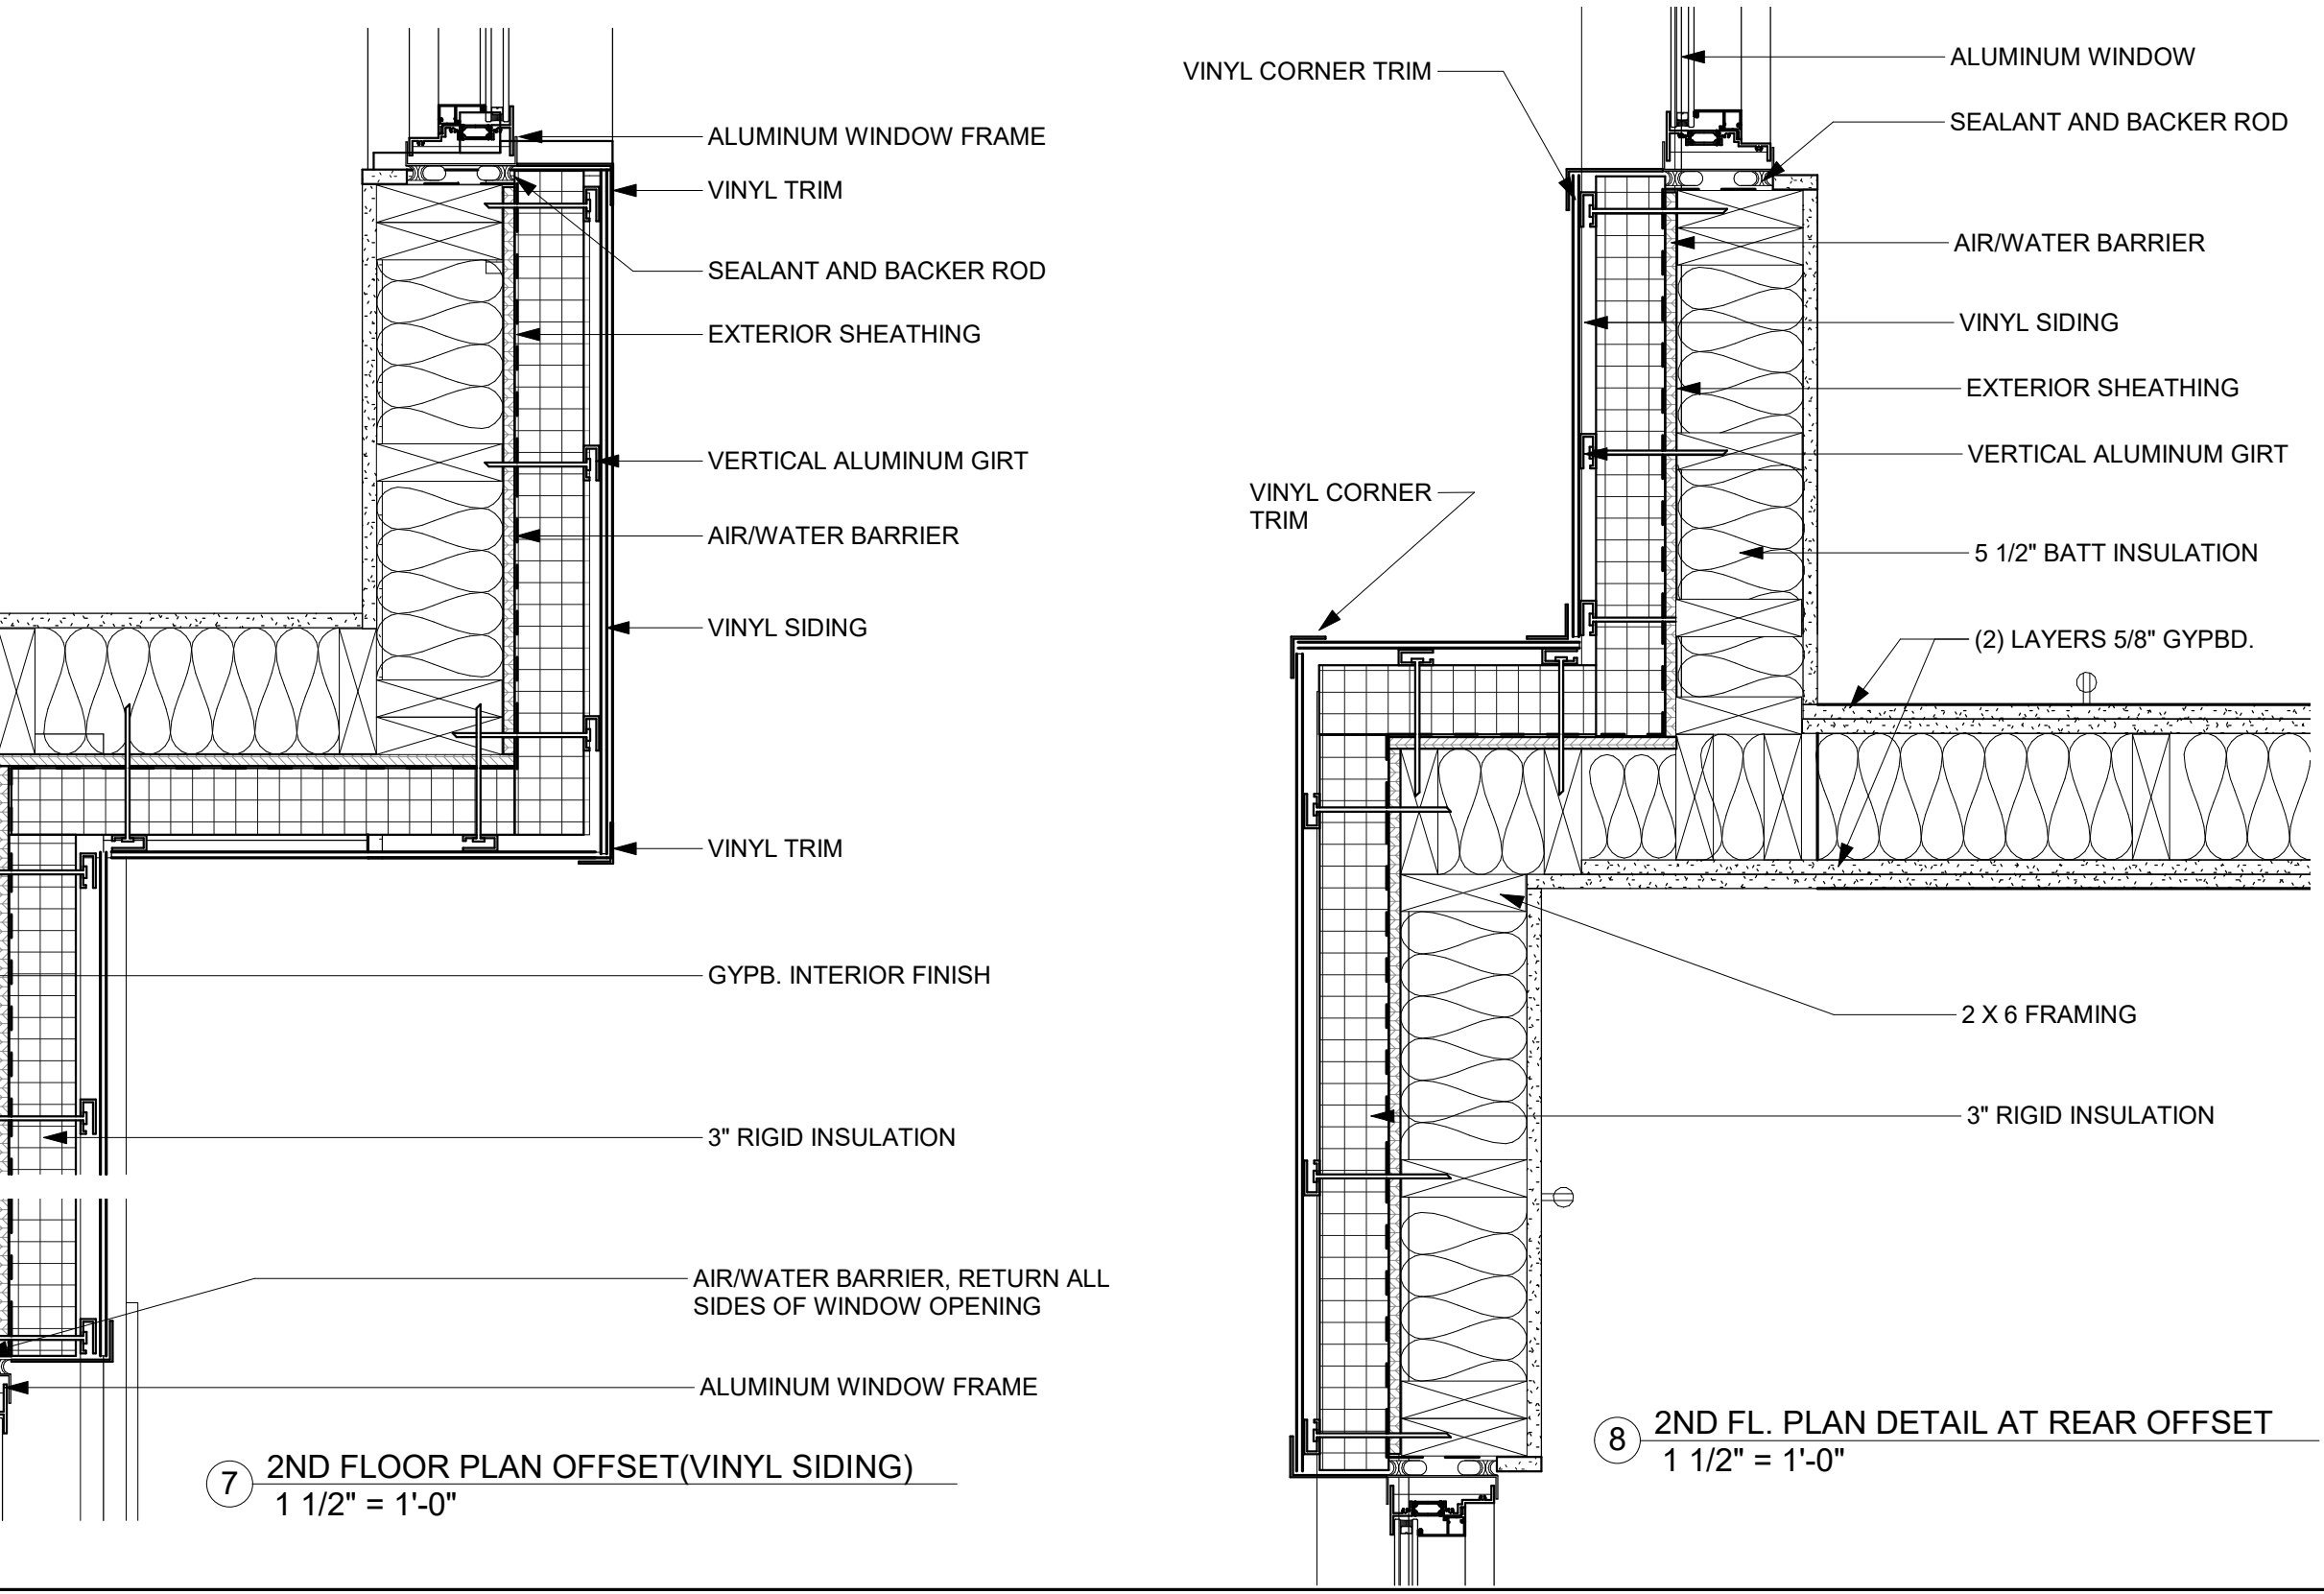 ALUMINUM WINDOW FRAME
VINYL TRIM
SEALANT AND BACKER ROD
EXTERIOR SHEATHING
VERTICAL ALUMINUM GIRT
AIR/WATER BARRIER
VINYL SIDING
VINYL TRIM
GYPB. INTERIOR FINISH
3" RIGID INSULATION
AIR/WATER BARRIER, RETURN ALL
SIDES OF WINDOW OPENING
ALUMINUM WINDOW FRAME
7
2ND FLOOR PLAN OFFSET(VINYL SIDING)
1 1/2" = 1'-0"
VINYL CORNER TRIM
VINYL CORNER
TRIM
ALUMINUM WINDOW
SEALANT AND BACKER ROD
AIR/WATER BARRIER
VINYL SIDING
EXTERIOR SHEATHING
VERTICAL ALUMINUM GIRT
5 1/2" BATT INSULATION
(2) LAYERS 5/8" GYPBD.
2 X 6 FRAMING
3" RIGID INSULATION
8
2ND FL. PLAN DETAIL AT REAR OFFSET
1 1/2" = 1'-0"